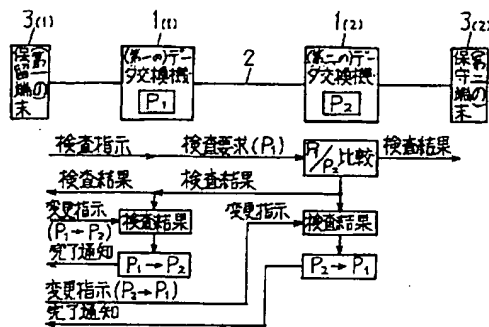 3(1)
1(1)
1(2)
3(2)
第一の保守端末
(第一の)データ交換機
P₁
2
(第二の)データ交換機
P₂
第二の保守端末
検査指示
検査要求(P₁)
P₁/P₂比較
検査結果
検査結果
検査結果
変更指示
(P₁→P₂)
検査結果
変更指示
検査結果
完了通知
P₁→P₂
P₂→P₁
変更指示(P₂→P₁)
完了通知